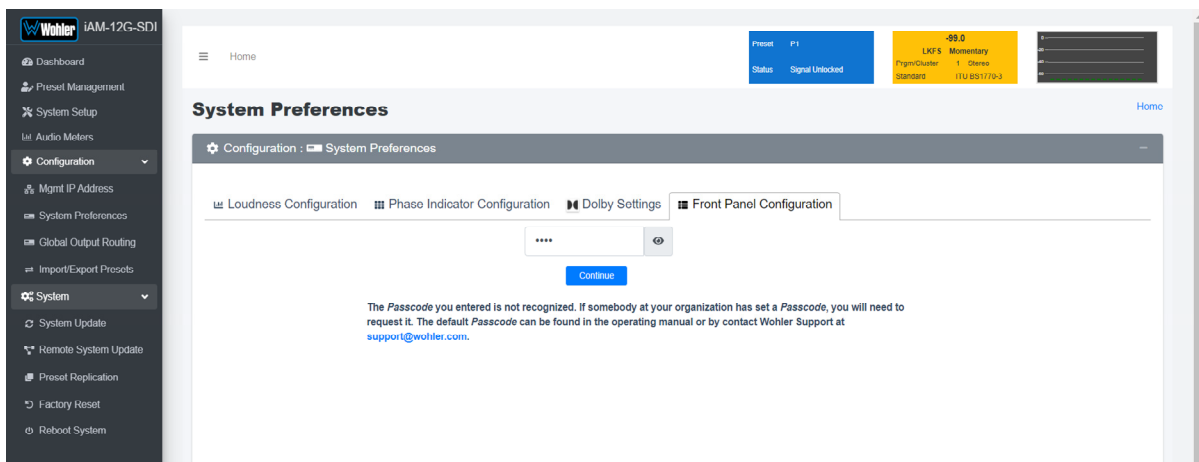 Wohler iAM-12G-SDI
Dashboard
Preset Management
System Setup
Audio Meters
Configuration
Mgmt IP Address
System Preferences
Global Output Routing
Import/Export Presets
System
System Update
Remote System Update
Preset Replication
Factory Reset
Reboot System
Home
Preset P1
Status Signal Unlocked
-99.0
LKFS Momentary
Prgm/Cluster 1 Stereo
Standard ITU BS1770-3
System Preferences
Home
Configuration : System Preferences
Loudness Configuration Phase Indicator Configuration Dolby Settings Front Panel Configuration
••••
Continue
The Passcode you entered is not recognized. If somebody at your organization has set a Passcode, you will need to
request it. The default Passcode can be found in the operating manual or by contact Wohler Support at
support@wohler.com.